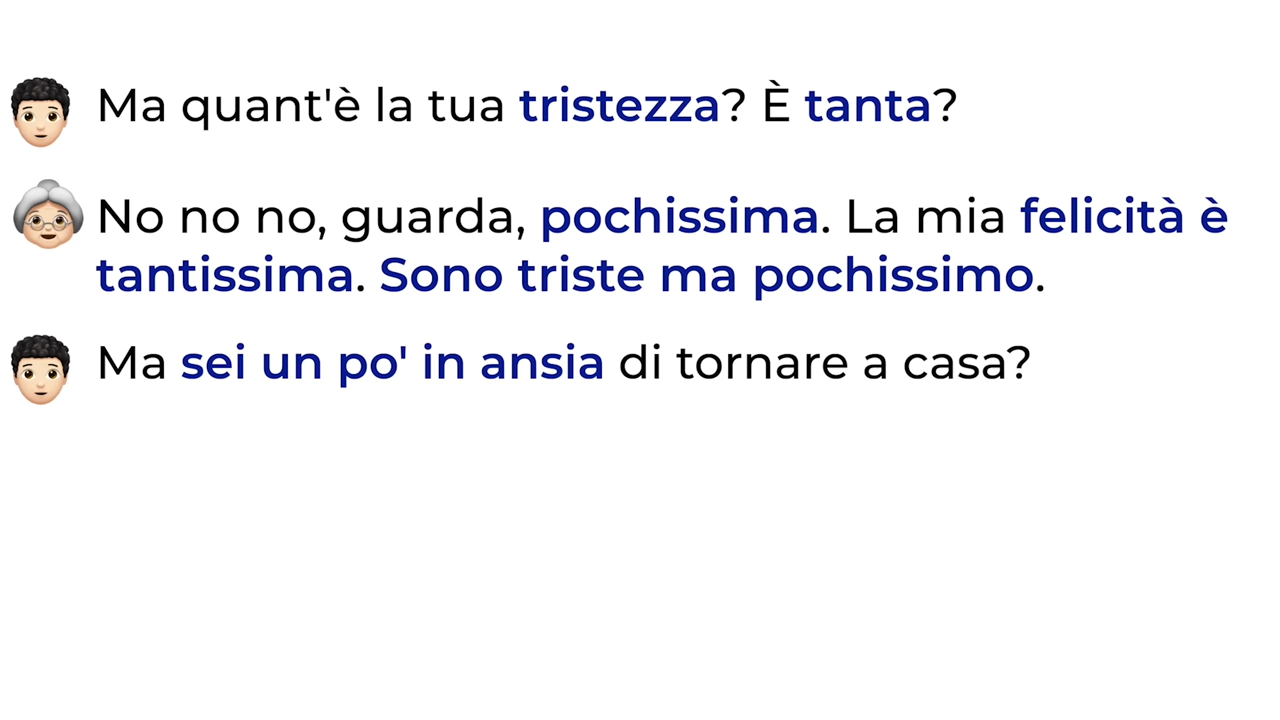 Ma quant'è la tua tristezza? È tanta?
No no no, guarda, pochissima. La mia felicità è
tantissima. Sono triste ma pochissimo.
Ma sei un po' in ansia di tornare a casa?